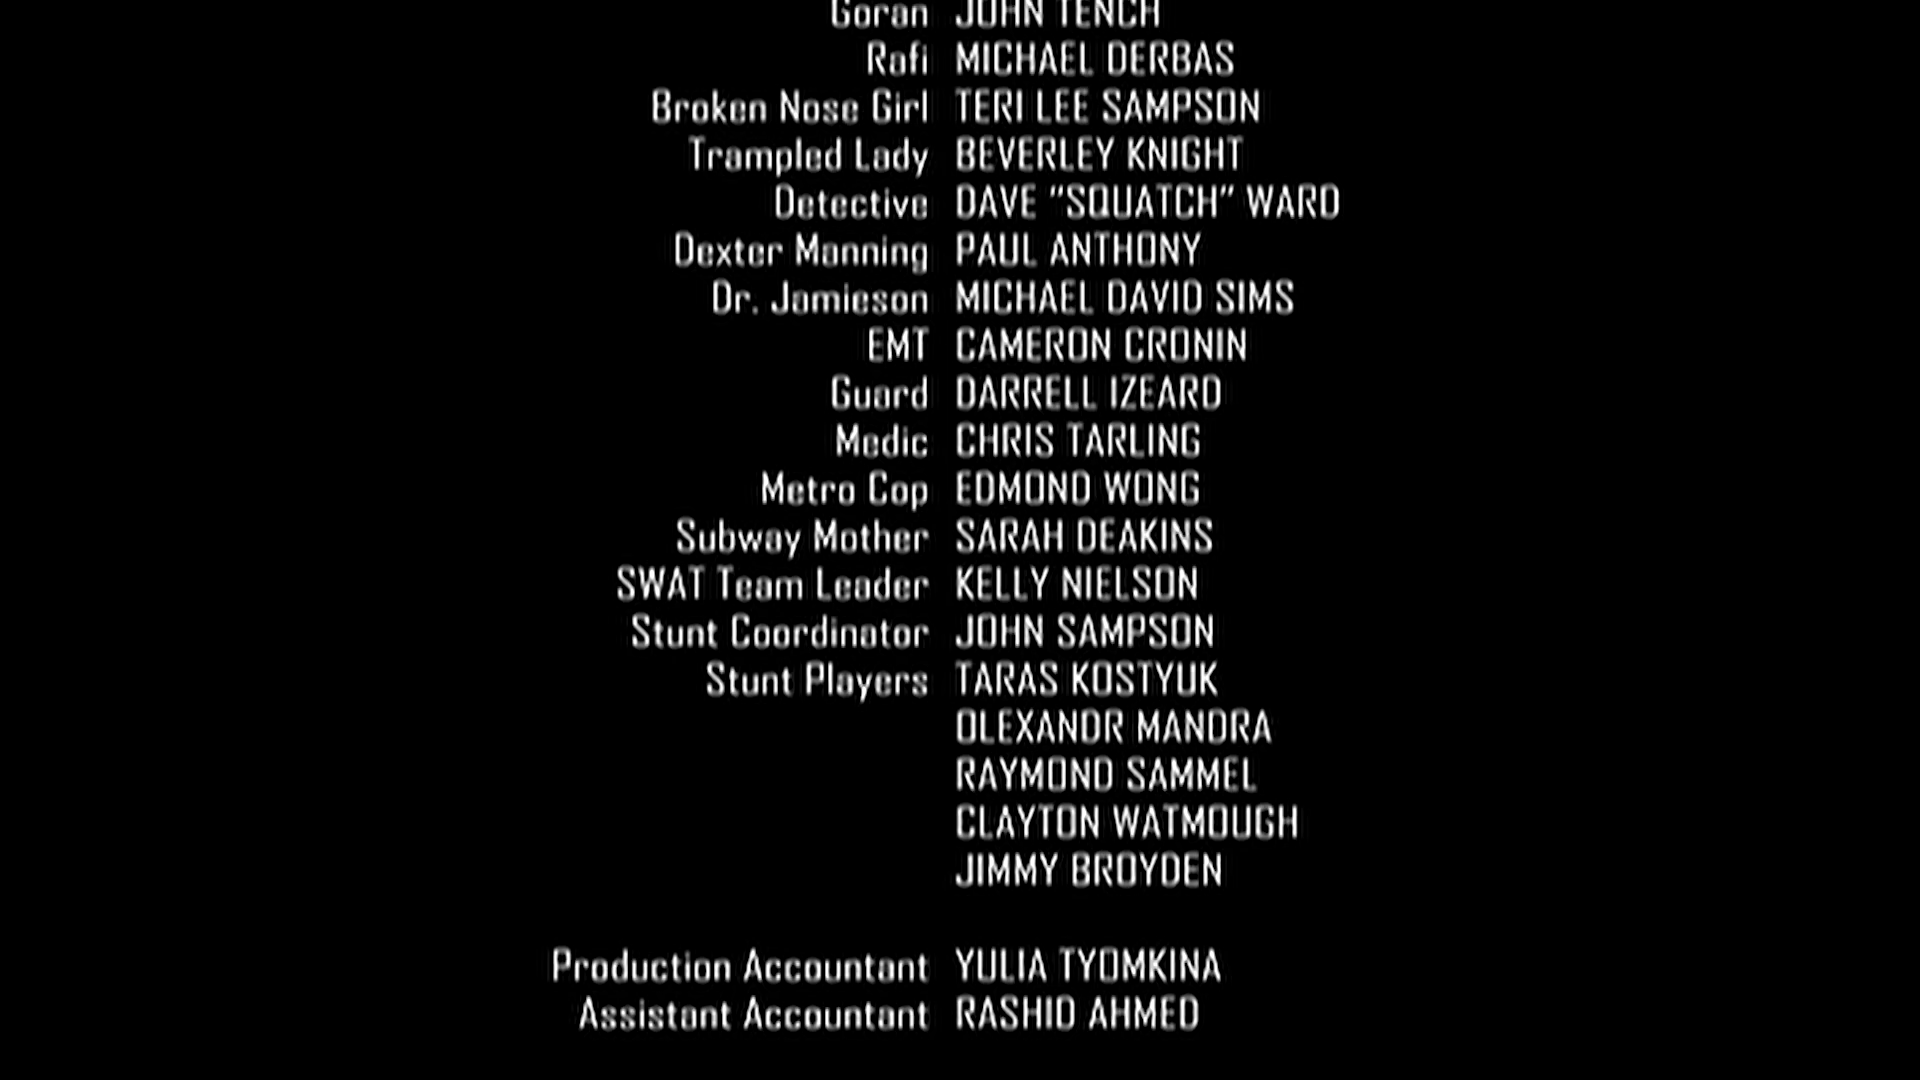 Goran JOHN TENCH
Rafi MICHAEL DERBAS
Broken Nose Girl TERI LEE SAMPSON
Trampled Lady BEVERLEY KNIGHT
Detective DAVE "SQUATCH" WARD
Dexter Manning PAUL ANTHONY
Dr. Jamieson MICHAEL DAVID SIMS
EMT CAMERON CRONIN
Guard DARRELL IZEARD
Medic CHRIS TARLING
Metro Cop EDMOND WONG
Subway Mother SARAH DEAKINS
SWAT Team Leader KELLY NIELSON
Stunt Coordinator JOHN SAMPSON
Stunt Players TARAS KOSTYUK
OLEXANDR MANDRA
RAYMOND SAMMEL
CLAYTON WATMOUGH
JIMMY BROYDEN
Production Accountant YULIA TYOMKINA
Assistant Accountant RASHID AHMED